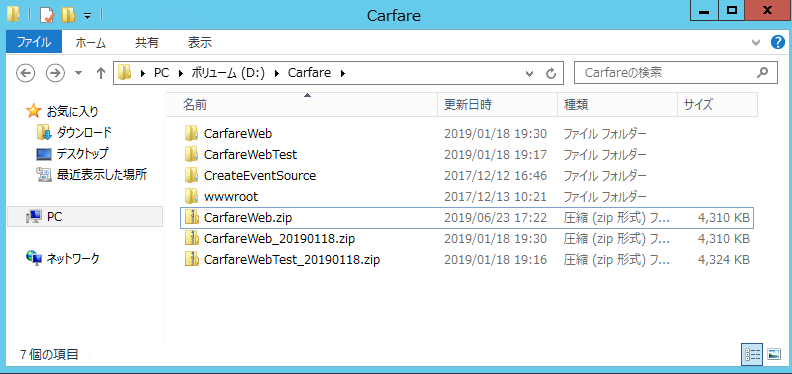 Carfare
ファイル ホーム 共有 表示
PC ボリューム (D:) Carfare Carfareの検索
お気に入り
ダウンロード
デスクトップ
最近表示した場所
PC
ネットワーク
名前 更新日時 種類 サイズ
CarfareWeb 2019/01/18 19:30 ファイル フォルダー
CarfareWebTest 2019/01/18 19:17 ファイル フォルダー
CreateEventSource 2017/12/12 16:46 ファイル フォルダー
wwwroot 2017/12/13 10:21 ファイル フォルダー
CarfareWeb.zip 2019/06/23 17:22 圧縮 (zip 形式) フ... 4,310 KB
CarfareWeb_20190118.zip 2019/01/18 19:30 圧縮 (zip 形式) フ... 4,310 KB
CarfareWebTest_20190118.zip 2019/01/18 19:16 圧縮 (zip 形式) フ... 4,324 KB
7 個の項目